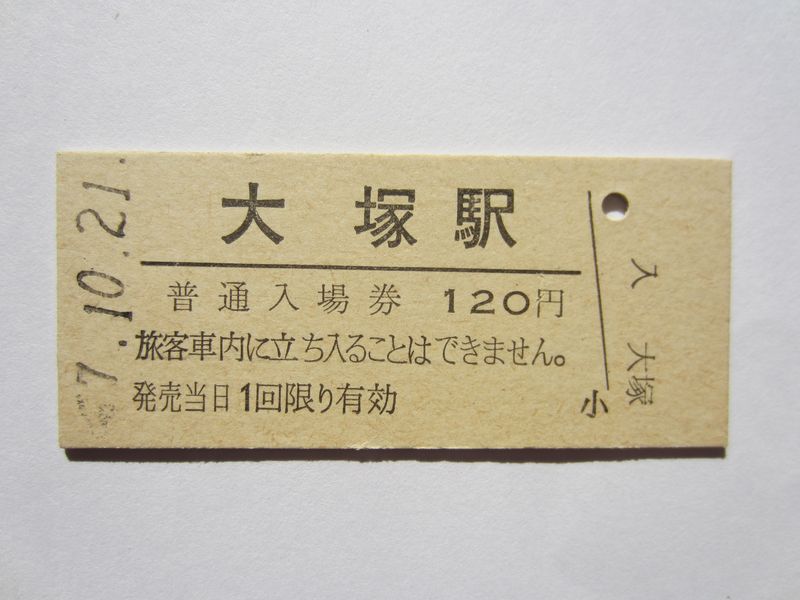 大塚駅
普通入場券 120円
旅客車内に立ち入ることはできません。
発売当日1回限り有効
小
入
大塚
7.10.21.